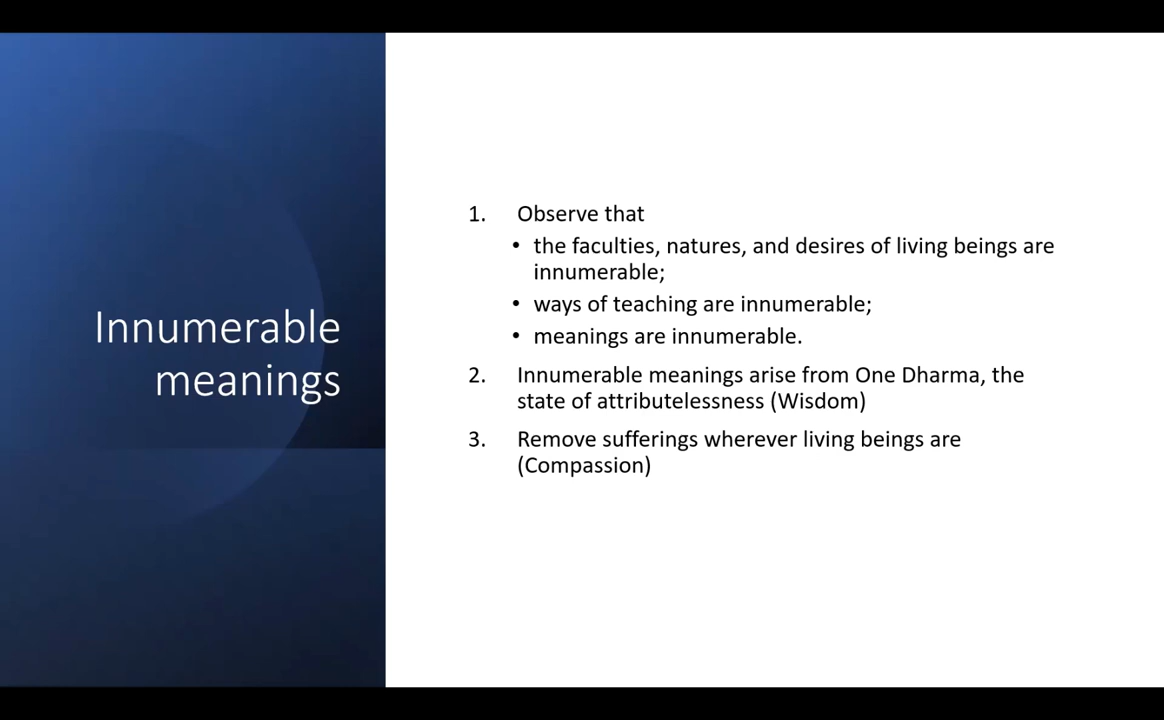 Innumerable
meanings
1. Observe that
• the faculties, natures, and desires of living beings are
innumerable;
• ways of teaching are innumerable;
• meanings are innumerable.
2. Innumerable meanings arise from One Dharma, the
state of attributelessness (Wisdom)
3. Remove sufferings wherever living beings are
(Compassion)